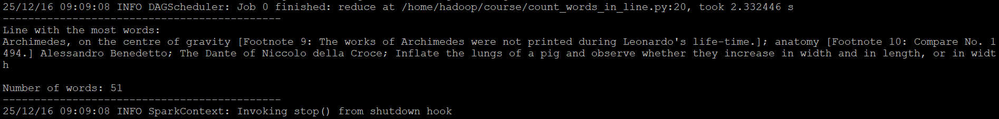 25/12/16 09:09:08 INFO DAGScheduler: Job 0 finished: reduce at /home/hadoop/course/count_words_in_line.py:20, took 2.332446 s
--------------------------------------------
Line with the most words:
Archimedes, on the centre of gravity [Footnote 9: The works of Archimedes were not printed during Leonardo's life-time.]; anatomy [Footnote 10: Compare No. 1
494.] Alessandro Benedetto; The Dante of Niccolo della Croce; Inflate the lungs of a pig and observe whether they increase in width and in length, or in widt
h

Number of words: 51
--------------------------------------------
25/12/16 09:09:08 INFO SparkContext: Invoking stop() from shutdown hook